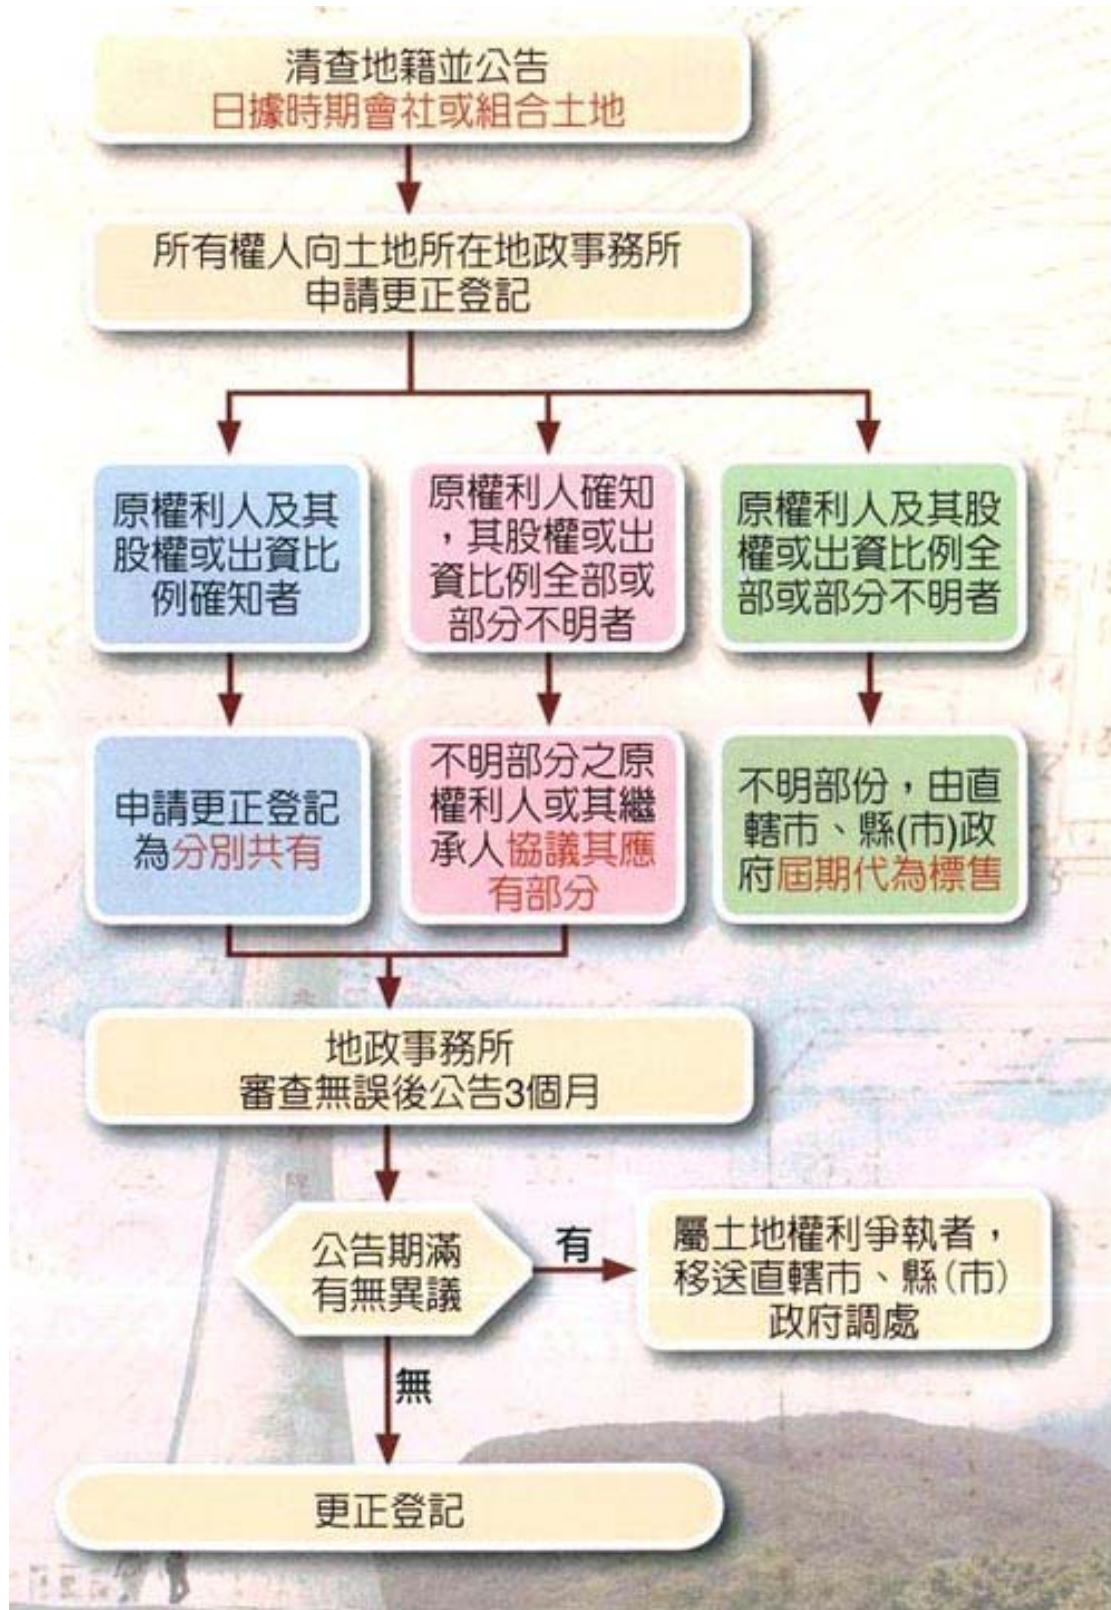 清查地籍並公告
日據時期會社或組合土地
所有權人向土地所在地政事務所
申請更正登記
原權利人及其
股權或出資比
例確知者
原權利人確知
，其股權或出
資比例全部或
部分不明者
原權利人及其股
權或出資比例全
部或部分不明者
申請更正登記
為分別共有
不明部分之原
權利人或其繼
承人協議其應
有部分
不明部份，由直
轄市、縣(市)政
府屆期代為標售
地政事務所
審查無誤後公告3個月
公告期滿
有無異議
有
屬土地權利爭執者，
移送直轄市、縣(市)
政府調處
無
更正登記